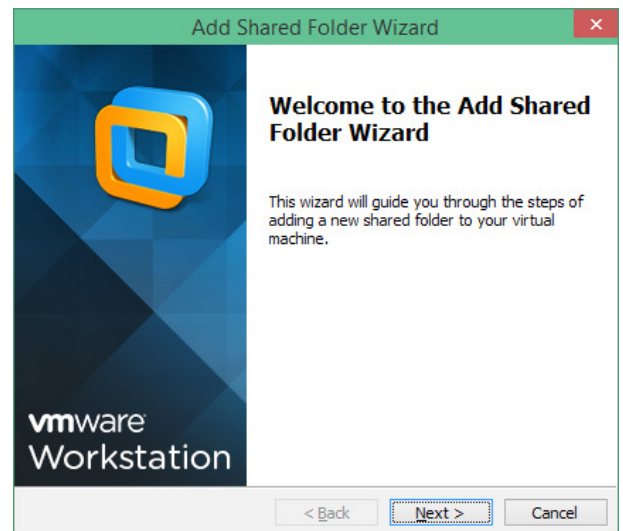 Add Shared Folder Wizard
Welcome to the Add Shared
Folder Wizard
This wizard will guide you through the steps of
adding a new shared folder to your virtual
machine.
vmware
Workstation
< Back
Next >
Cancel